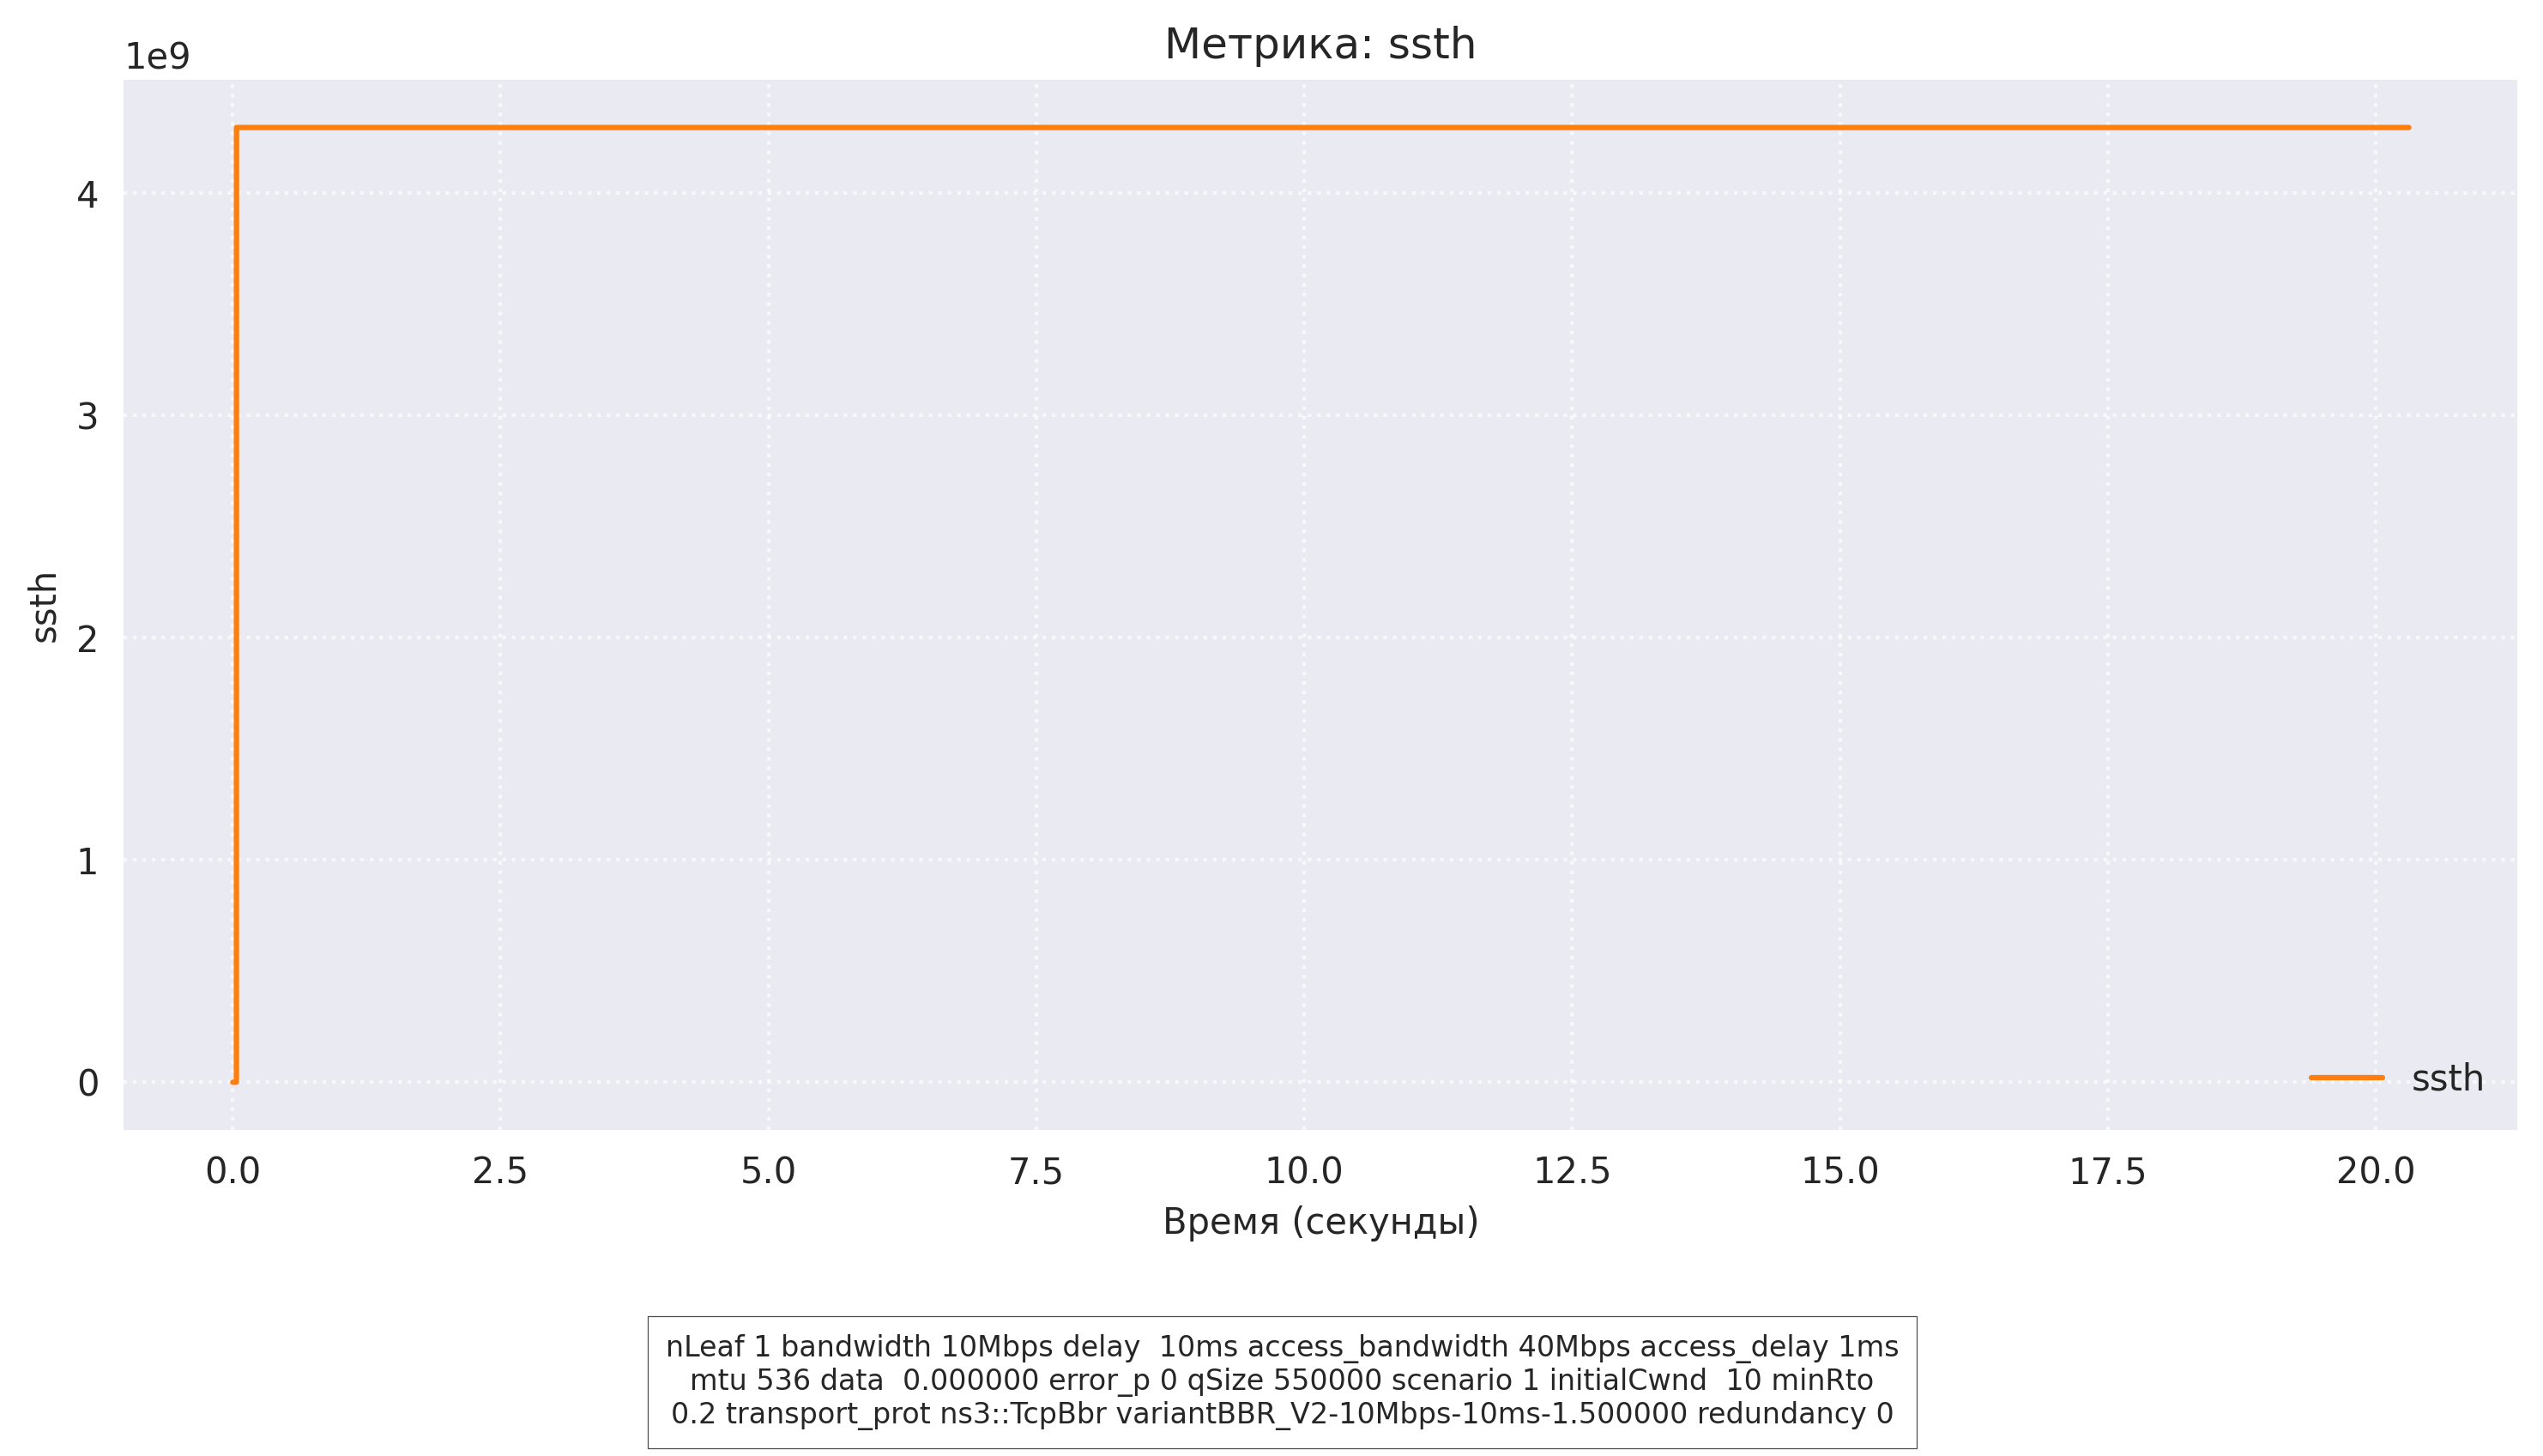 Метрика: ssth
1e9
4
3
2
1
0
ssth
ssth
0.0 2.5 5.0 7.5 10.0 12.5 15.0 17.5 20.0
Время (секунды)
nLeaf 1 bandwidth 10Mbps delay  10ms access_bandwidth 40Mbps access_delay 1ms
mtu 536 data  0.000000 error_p 0 qSize 550000 scenario 1 initialCwnd  10 minRto
0.2 transport_prot ns3::TcpBbr variantBBR_V2-10Mbps-10ms-1.500000 redundancy 0